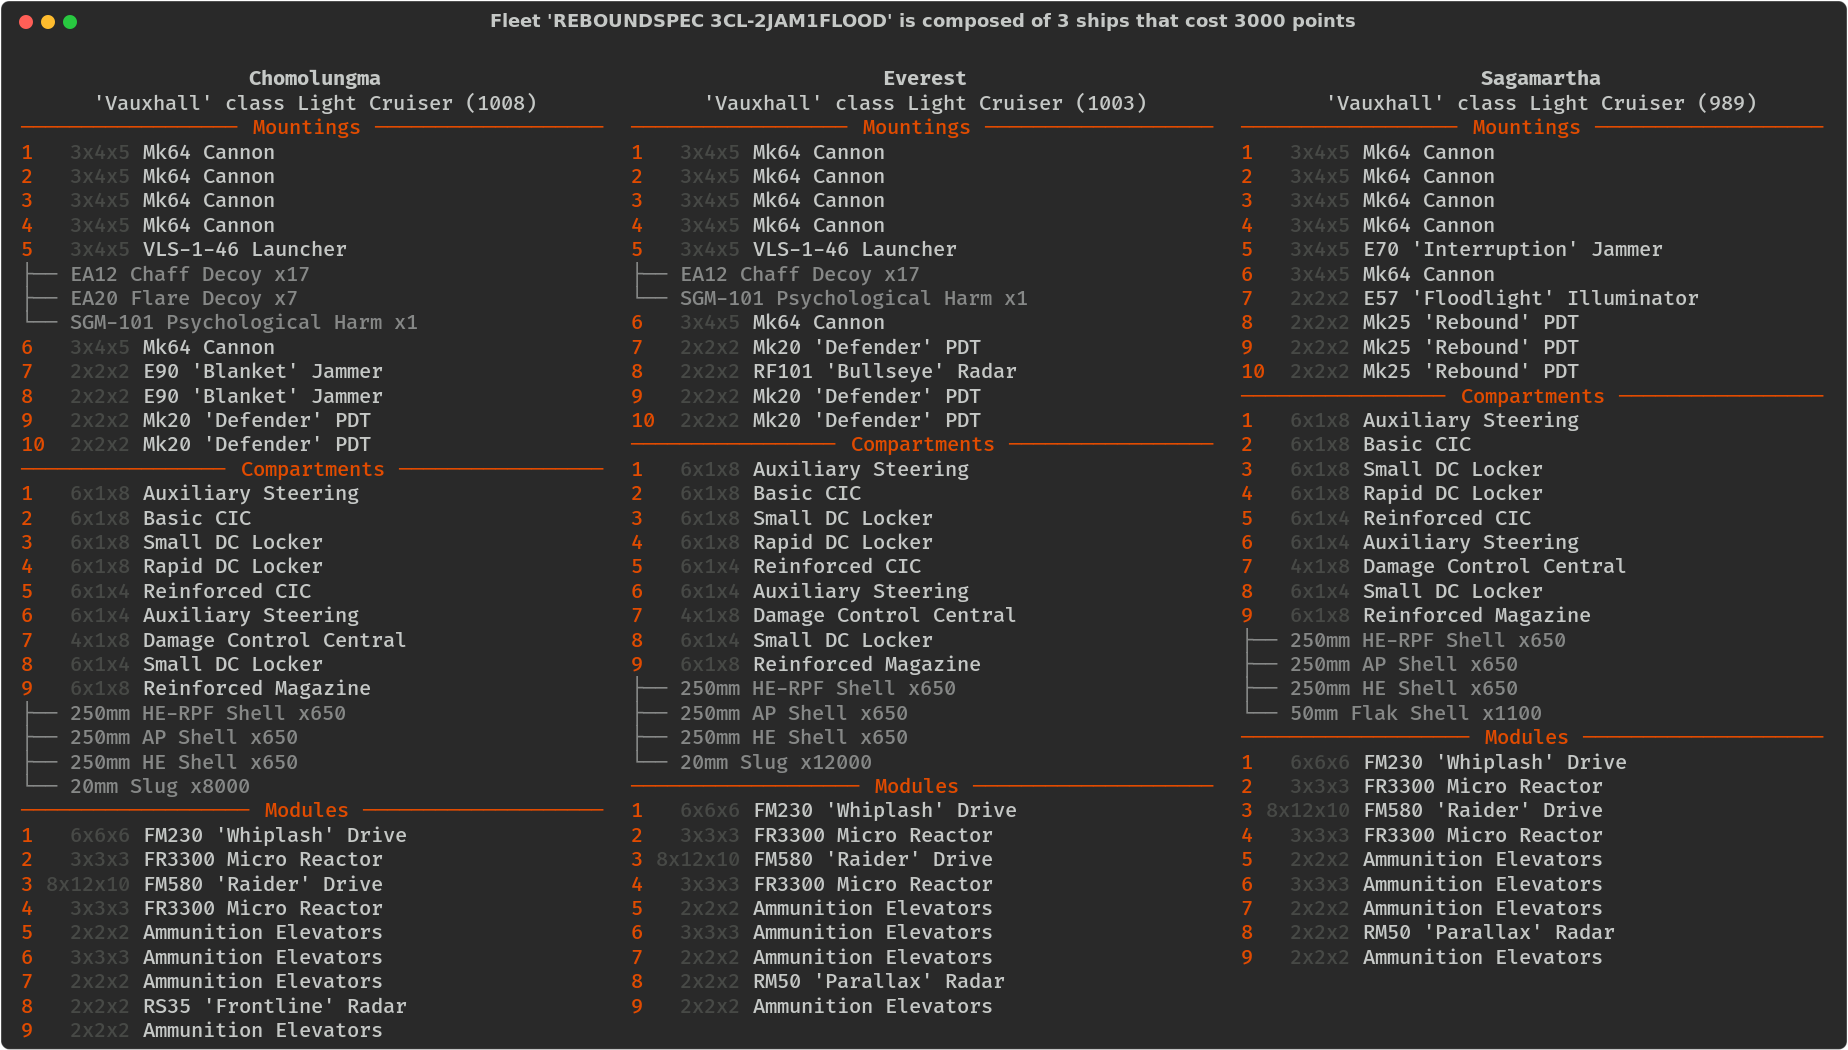 Fleet 'REBOUNDSPEC 3CL-2JAM1FLOOD' is composed of 3 ships that cost 3000 points
Chomolungma
'Vauxhall' class Light Cruiser (1008)
Mountings
1 3x4x5 Mk64 Cannon
2 3x4x5 Mk64 Cannon
3 3x4x5 Mk64 Cannon
4 3x4x5 Mk64 Cannon
5 3x4x5 VLS-1-46 Launcher
EA12 Chaff Decoy x17
EA20 Flare Decoy x7
SGM-101 Psychological Harm x1
6 3x4x5 Mk64 Cannon
7 2x2x2 E90 'Blanket' Jammer
8 2x2x2 E90 'Blanket' Jammer
9 2x2x2 Mk20 'Defender' PDT
10 2x2x2 Mk20 'Defender' PDT
Compartments
1 6x1x8 Auxiliary Steering
2 6x1x8 Basic CIC
3 6x1x8 Small DC Locker
4 6x1x8 Rapid DC Locker
5 6x1x4 Reinforced CIC
6 6x1x4 Auxiliary Steering
7 4x1x8 Damage Control Central
8 6x1x4 Small DC Locker
9 6x1x8 Reinforced Magazine
250mm HE-RPF Shell x650
250mm AP Shell x650
250mm HE Shell x650
20mm Slug x8000
Modules
1 6x6x6 FM230 'Whiplash' Drive
2 3x3x3 FR3300 Micro Reactor
3 8x12x10 FM580 'Raider' Drive
4 3x3x3 FR3300 Micro Reactor
5 2x2x2 Ammunition Elevators
6 3x3x3 Ammunition Elevators
7 2x2x2 Ammunition Elevators
8 2x2x2 RS35 'Frontline' Radar
9 2x2x2 Ammunition Elevators
Everest
'Vauxhall' class Light Cruiser (1003)
Mountings
1 3x4x5 Mk64 Cannon
2 3x4x5 Mk64 Cannon
3 3x4x5 Mk64 Cannon
4 3x4x5 Mk64 Cannon
5 3x4x5 VLS-1-46 Launcher
EA12 Chaff Decoy x17
SGM-101 Psychological Harm x1
6 3x4x5 Mk64 Cannon
7 2x2x2 Mk20 'Defender' PDT
8 2x2x2 RF101 'Bullseye' Radar
9 2x2x2 Mk20 'Defender' PDT
10 2x2x2 Mk20 'Defender' PDT
Compartments
1 6x1x8 Auxiliary Steering
2 6x1x8 Basic CIC
3 6x1x8 Small DC Locker
4 6x1x8 Rapid DC Locker
5 6x1x4 Reinforced CIC
6 6x1x4 Auxiliary Steering
7 4x1x8 Damage Control Central
8 6x1x4 Small DC Locker
9 6x1x8 Reinforced Magazine
250mm HE-RPF Shell x650
250mm AP Shell x650
250mm HE Shell x650
20mm Slug x12000
Modules
1 6x6x6 FM230 'Whiplash' Drive
2 3x3x3 FR3300 Micro Reactor
3 8x12x10 FM580 'Raider' Drive
4 3x3x3 FR3300 Micro Reactor
5 2x2x2 Ammunition Elevators
6 3x3x3 Ammunition Elevators
7 2x2x2 Ammunition Elevators
8 2x2x2 RM50 'Parallax' Radar
9 2x2x2 Ammunition Elevators
Sagamartha
'Vauxhall' class Light Cruiser (989)
Mountings
1 3x4x5 Mk64 Cannon
2 3x4x5 Mk64 Cannon
3 3x4x5 Mk64 Cannon
4 3x4x5 Mk64 Cannon
5 3x4x5 E70 'Interruption' Jammer
6 3x4x5 Mk64 Cannon
7 2x2x2 E57 'Floodlight' Illuminator
8 2x2x2 Mk25 'Rebound' PDT
9 2x2x2 Mk25 'Rebound' PDT
10 2x2x2 Mk25 'Rebound' PDT
Compartments
1 6x1x8 Auxiliary Steering
2 6x1x8 Basic CIC
3 6x1x8 Small DC Locker
4 6x1x8 Rapid DC Locker
5 6x1x4 Reinforced CIC
6 6x1x4 Auxiliary Steering
7 4x1x8 Damage Control Central
8 6x1x4 Small DC Locker
9 6x1x8 Reinforced Magazine
250mm HE-RPF Shell x650
250mm AP Shell x650
250mm HE Shell x650
50mm Flak Shell x1100
Modules
1 6x6x6 FM230 'Whiplash' Drive
2 3x3x3 FR3300 Micro Reactor
3 8x12x10 FM580 'Raider' Drive
4 3x3x3 FR3300 Micro Reactor
5 2x2x2 Ammunition Elevators
6 3x3x3 Ammunition Elevators
7 2x2x2 Ammunition Elevators
8 2x2x2 RM50 'Parallax' Radar
9 2x2x2 Ammunition Elevators